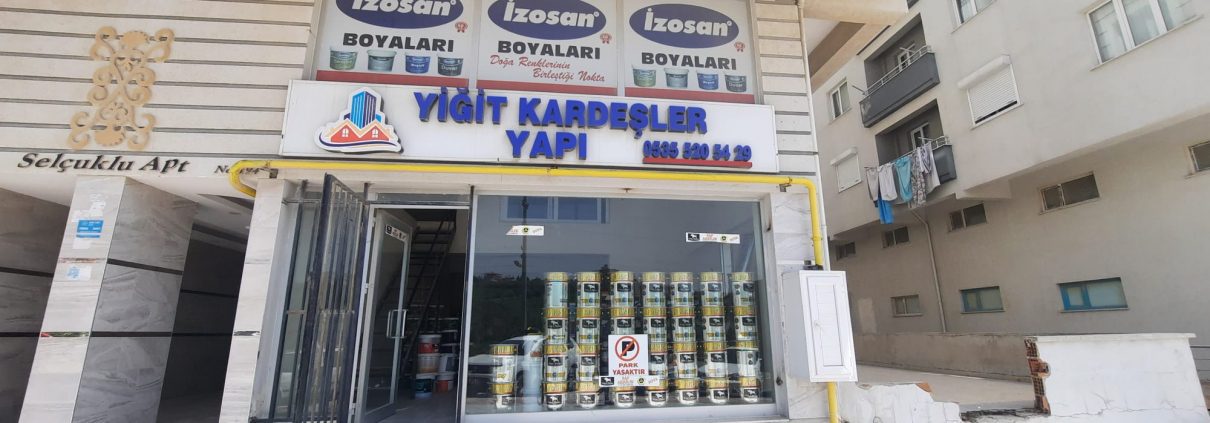 İzosan
BOYALARI
İzosan
BOYALARI
Doğa Renklerinin
Birleştiği Nokta
İzosan
BOYALARI
YİĞİT KARDEŞLER
YAPI
0535 520 54 29
Selçuklu Apt
PARK
YASAKTIR